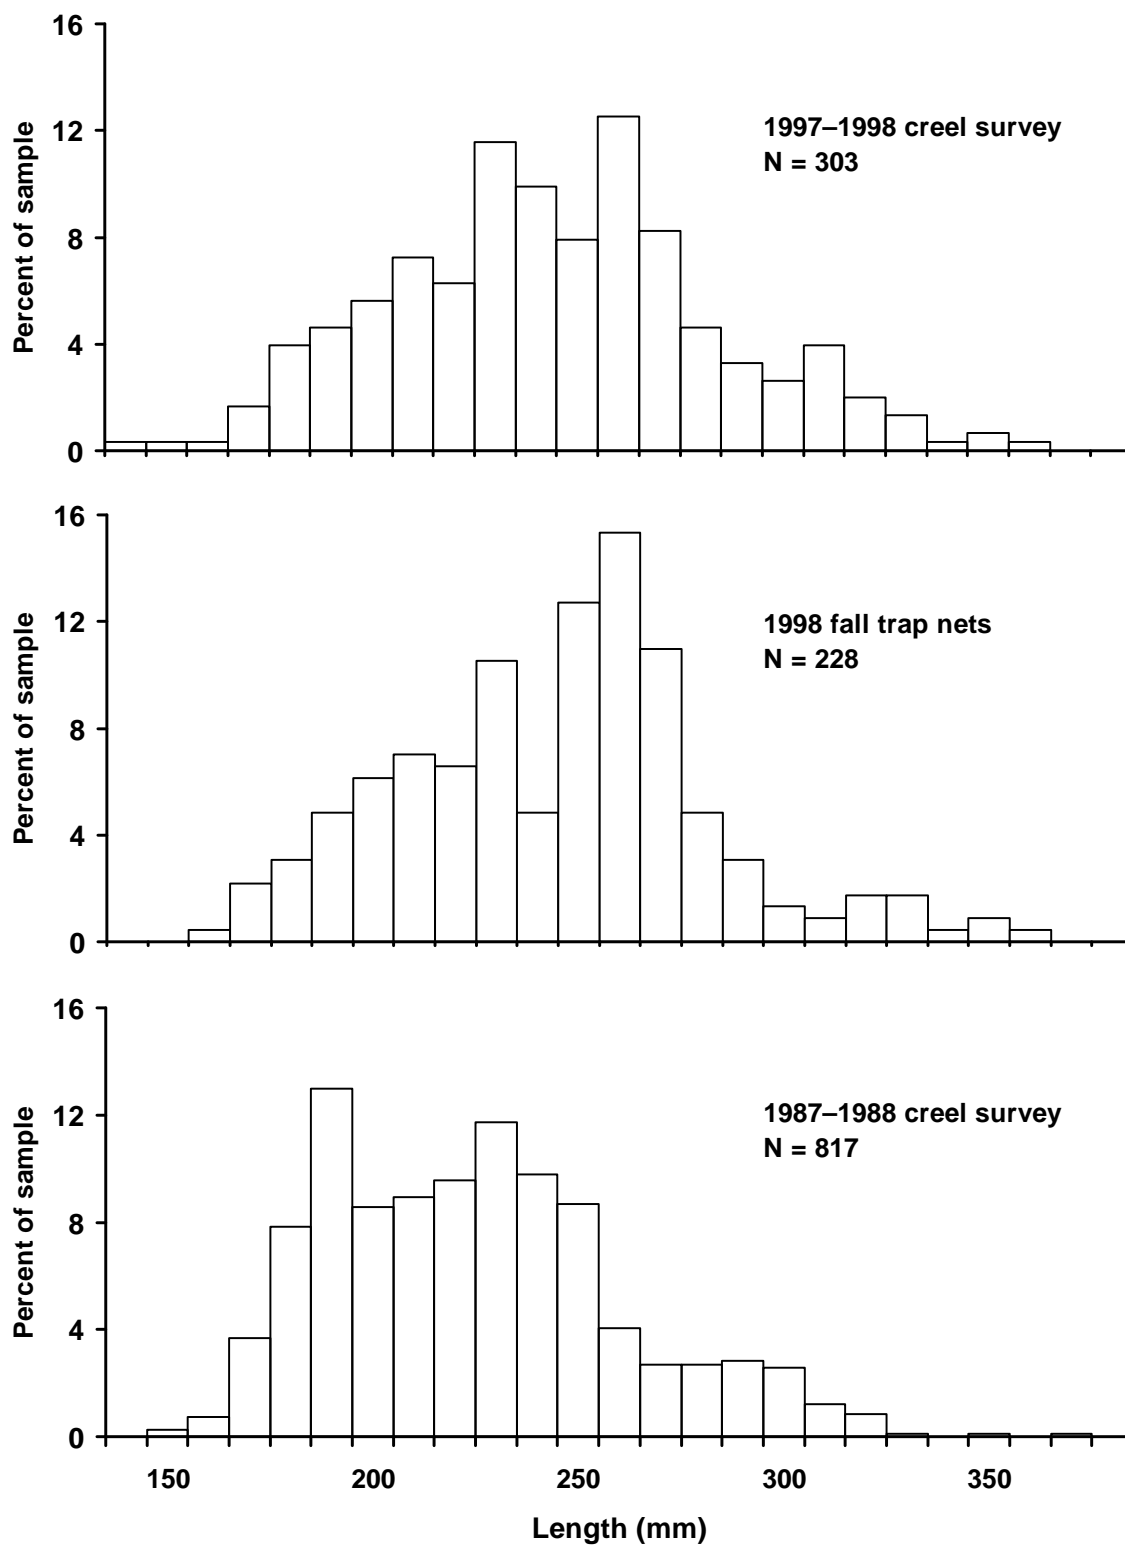 16
12
8
4
0
Percent of sample
1997–1998 creel survey
N = 303
16
12
8
4
0
Percent of sample
1998 fall trap nets
N = 228
16
12
8
4
0
Percent of sample
1987–1988 creel survey
N = 817
150 200 250 300 350
Length (mm)